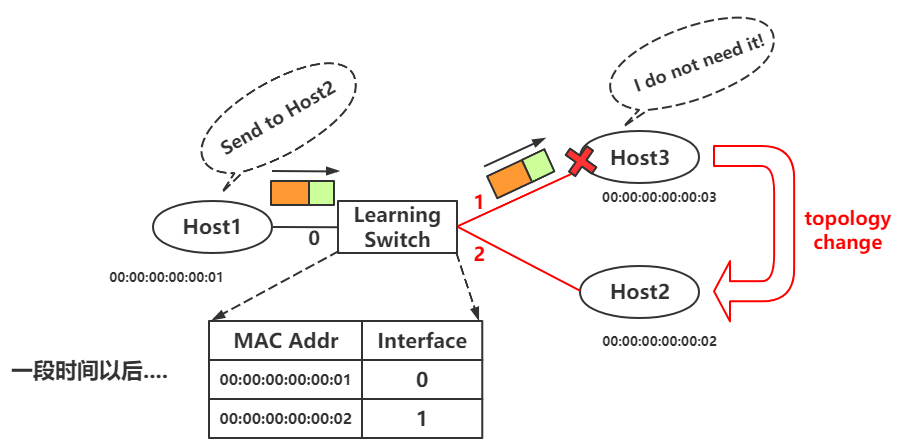 I do not need it!
Send to Host2
Host3
1
00:00:00:00:00:03
Learning
Switch
Host1
0
topology
change
2
00:00:00:00:00:01
Host2
00:00:00:00:00:02
MAC Addr Interface
一段时间以后....
00:00:00:00:00:01 0
00:00:00:00:00:02 1